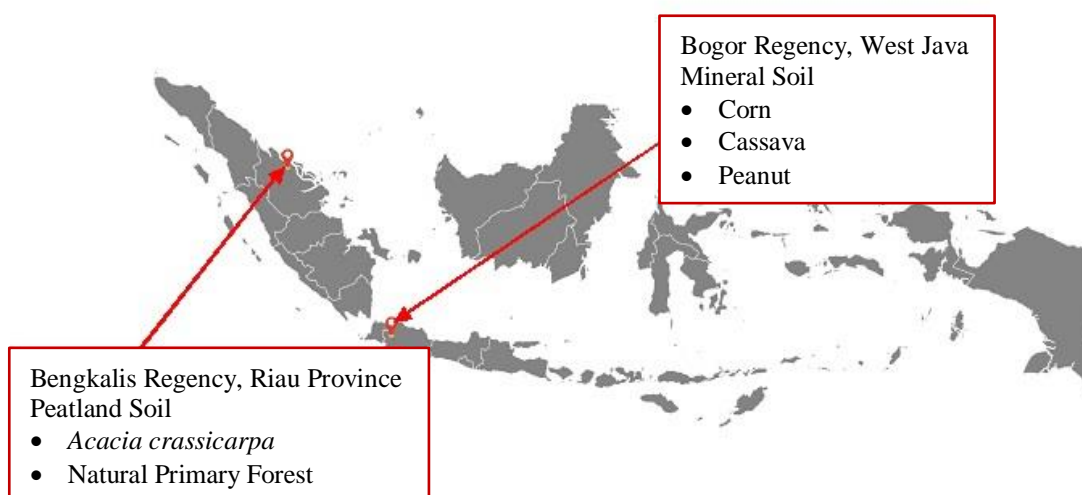 Bogor Regency, West Java
Mineral Soil
• Corn
• Cassava
• Peanut
Bengkalis Regency, Riau Province
Peatland Soil
• Acacia crassicarpa
• Natural Primary Forest